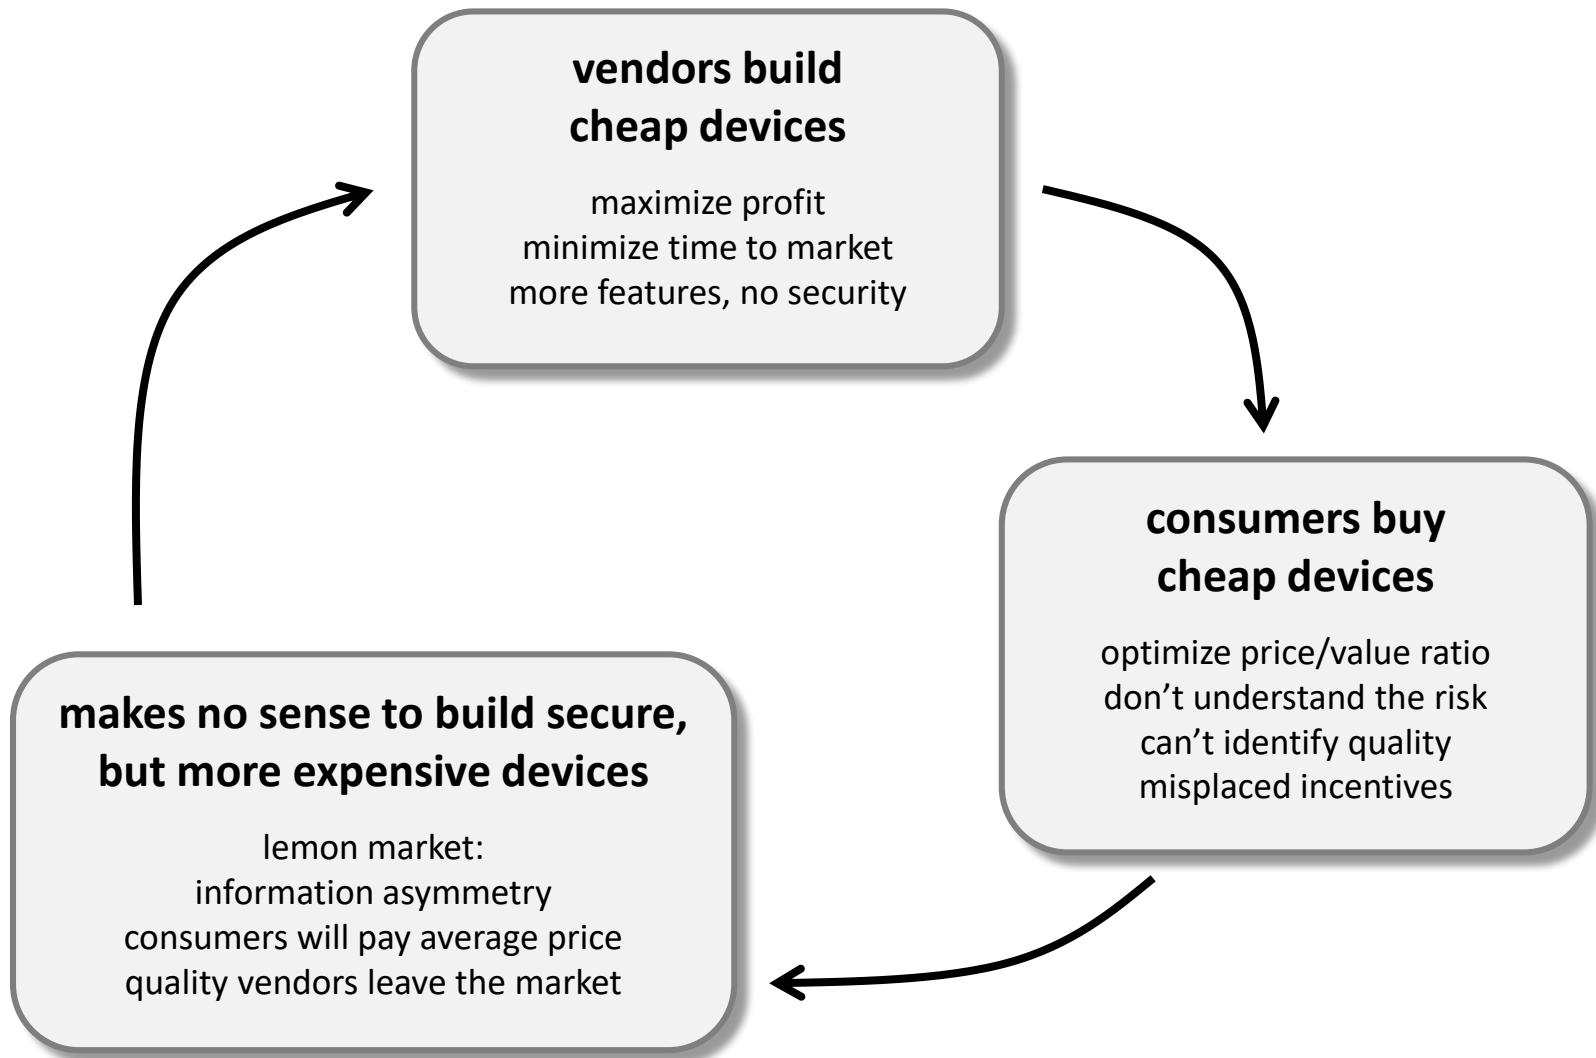 vendors build
cheap devices
maximize profit
minimize time to market
more features, no security
consumers buy
cheap devices
optimize price/value ratio
don’t understand the risk
can’t identify quality
misplaced incentives
makes no sense to build secure,
but more expensive devices
lemon market:
information asymmetry
consumers will pay average price
quality vendors leave the market